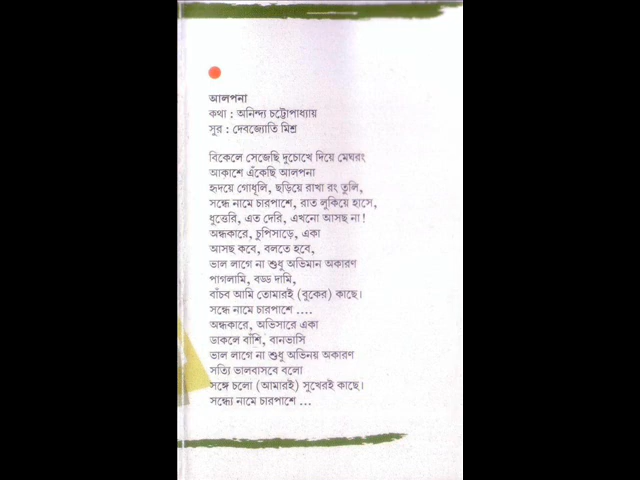 আলপনা
কথা : অনিন্দ্য চট্টোপাধ্যায়
সুর : দেবজ্যোতি মিশ্র
বিকেলে সেজেছি দুচোখে দিয়ে মেঘরং
আকাশে এঁকেছি আলপনা
হৃদয়ে গোধূলি, ছড়িয়ে রাখা রং তুলি,
সন্ধে নামে চারপাশে, রাত লুকিয়ে হাসে,
ধুত্তেরি, এত দেরি, এখনো আসছ না!
অন্ধকারে, চুপিসাড়ে, একা
আসছ কবে, বলতে হবে,
ভাল লাগে না শুধু অভিমান অকারণ
পাগলামি, বড্ড দামি,
বাঁচব আমি তোমারই (বুকের) কাছে।
সন্ধে নামে চারপাশে ....
অন্ধকারে, অভিসারে একা
ডাকলে বাঁশি, বানভাসি
ভাল লাগে না শুধু অভিনয় অকারণ
সত্যি ভালবাসবে বলো
সঙ্গে চলো (আমারই) সুখেরই কাছে।
সন্ধ্যে নামে চারপাশে ...